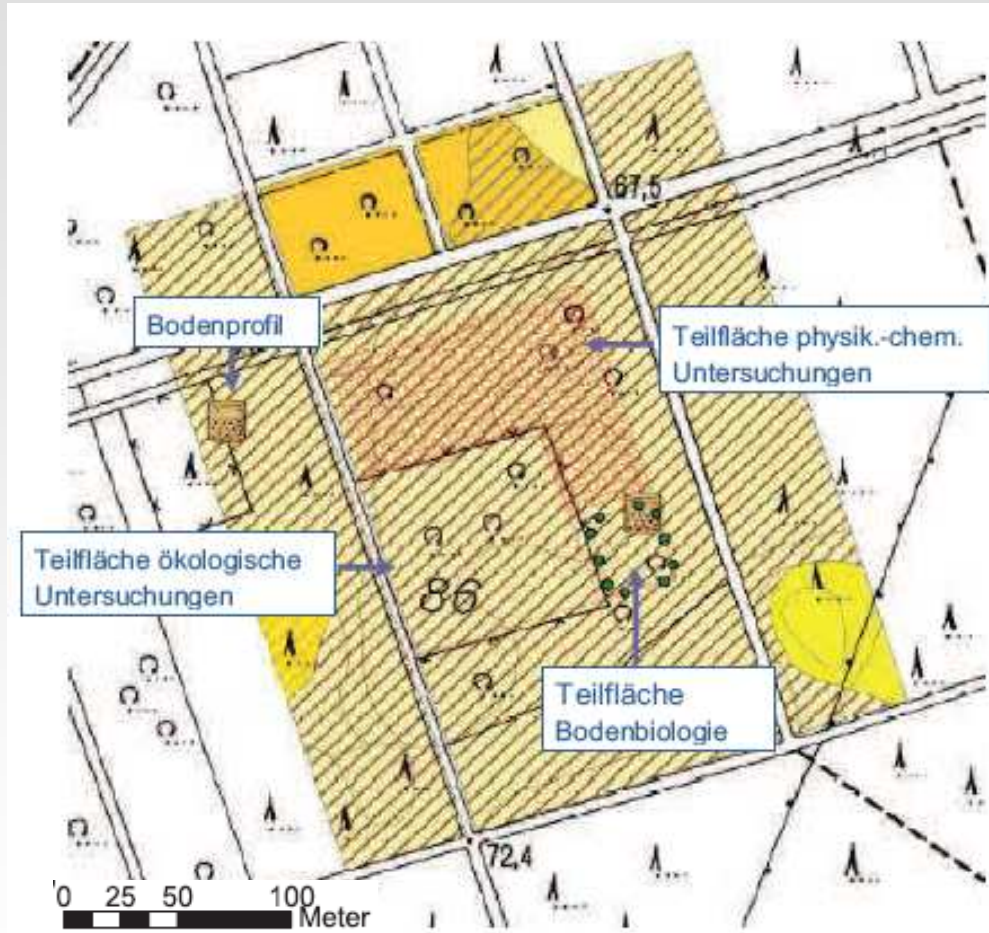 67,5
Bodenprofil
Teilfläche physik.-chem.
Untersuchungen
Teilfläche ökologische
Untersuchungen
86
Teilfläche
Bodenbiologie
72,4
0 25 50 100
Meter